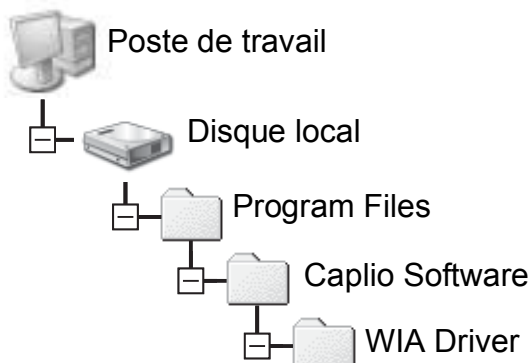 Poste de travail
Disque local
Program Files
Caplio Software
WIA Driver